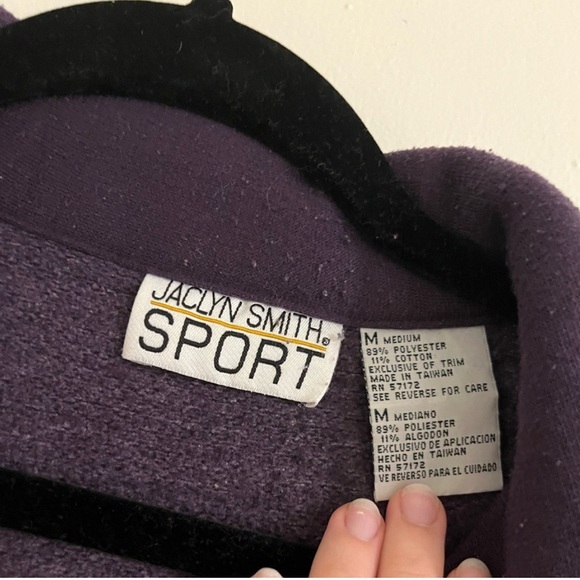 JACLYN SMITH®
SPORT
M MEDIUM
89% POLYESTER
11% COTTON
EXCLUSIVE OF TRIM
MADE IN TAIWAN
RN 57172
SEE REVERSE FOR CARE
M MEDIANO
89% POLIESTER
11% ALGODON
EXCLUSIVO DE APLICACION
HECHO EN TAIWAN
RN 57172
VE REVERSO PARA EL CUIDADO